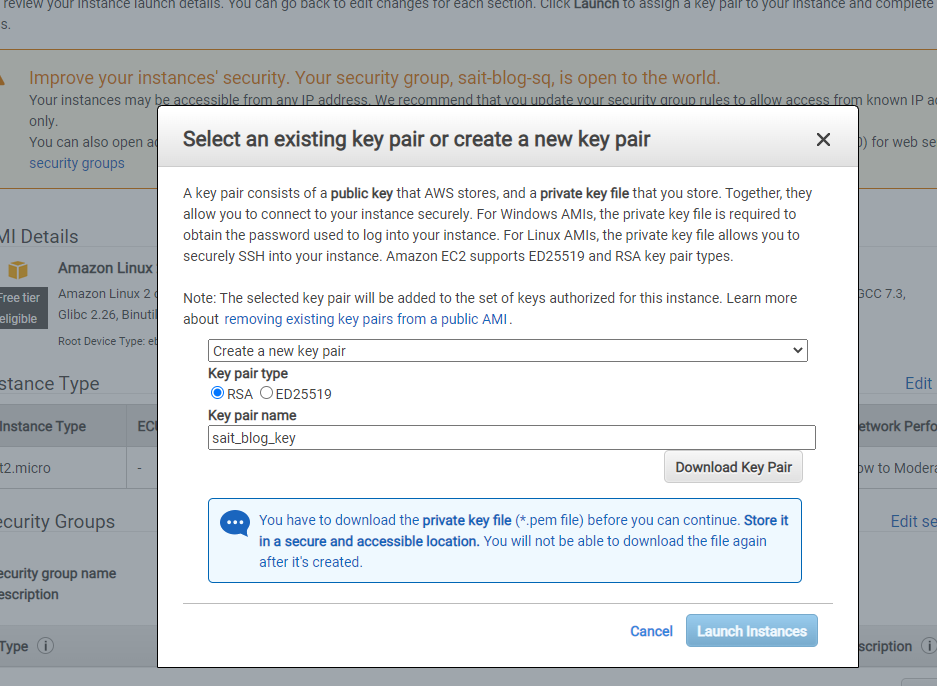 review your instance launch details. You can go back to edit changes for each section. Click Launch to assign a key pair to your instance and complete
s.
Improve your instances' security. Your security group, sait-blog-sq, is open to the world.
Your instances may be accessible from any IP address. We recommend that you update your security group rules to allow access from known IP
only.
You can also open
for web
security groups
Select an existing key pair or create a new key pair
A key pair consists of a public key that AWS stores, and a private key file that you store. Together, they
allow you to connect to your instance securely. For Windows AMIs, the private key file is required to
obtain the password used to log into your instance. For Linux AMIs, the private key file allows you to
securely SSH into your instance. Amazon EC2 supports ED25519 and RSA key pair types.
Note: The selected key pair will be added to the set of keys authorized for this instance. Learn more
about removing existing key pairs from a public AMI.
Create a new key pair
Key pair type
RSA ED25519
Key pair name
sait_blog_key
Download Key Pair
You have to download the private key file (*.pem file) before you can continue. Store it
in a secure and accessible location. You will not be able to download the file again
after it's created.
Cancel Launch Instances
MI Details
Amazon Linux
Free tier
eligible
Amazon Linux 2
GCC 7.3,
Glibc 2.26,
Root Device Type:
stance Type
Edit
Instance Type
ECU
etwork Perfo
t2.micro
-
ow to Modera
ecurity Groups
Edit se
ecurity group name
escription
Type
scription